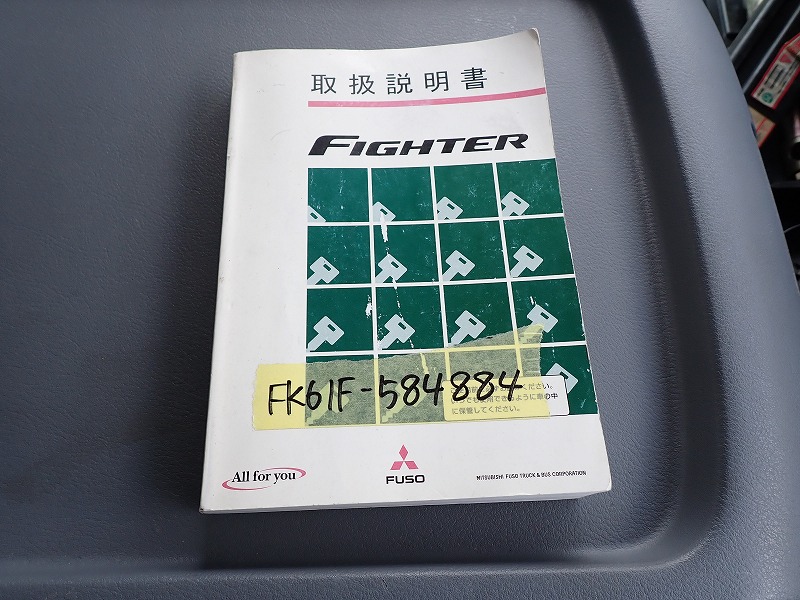 取扱説明書
FIGHTER
FK61F-584884
ください。
ように車の中
に保管してください。
All for you
FUSO
MITSUBISHI FUSO TRUCK & BUS CORPORATION